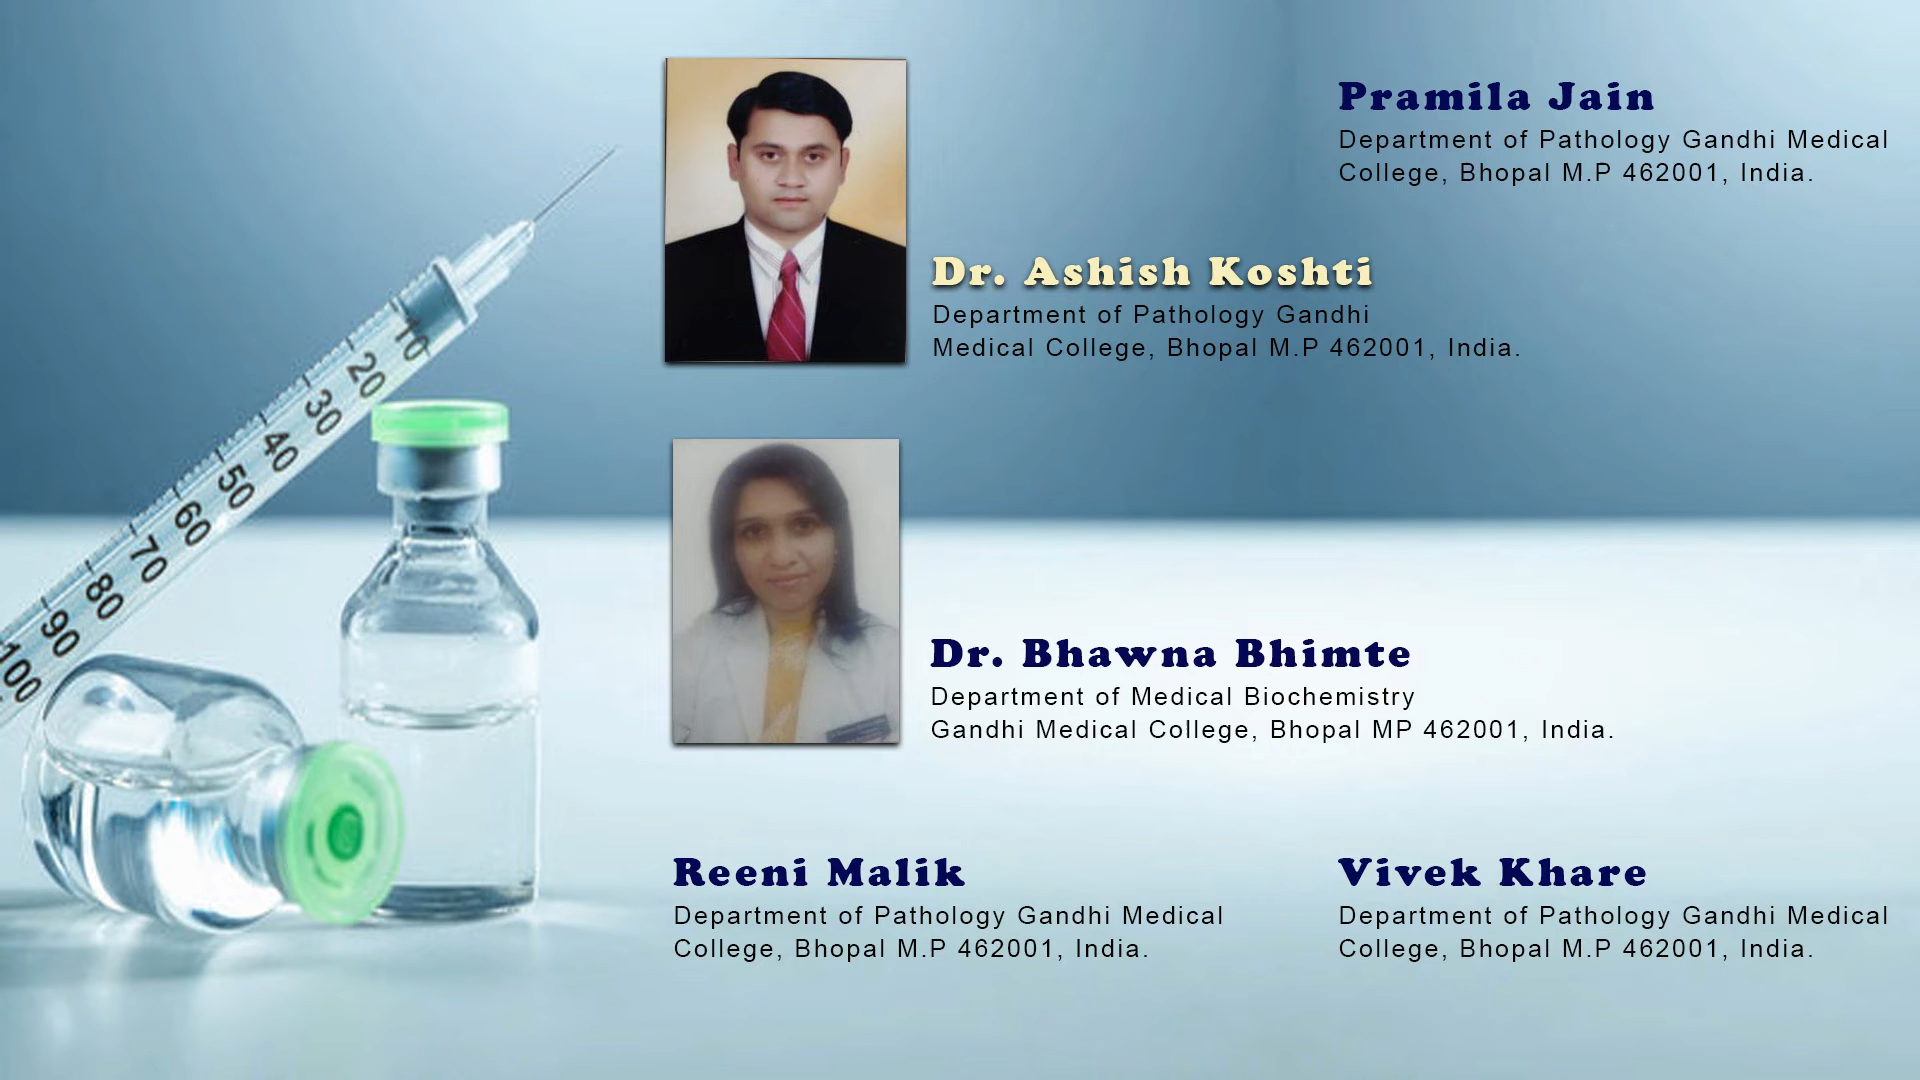 Pramila Jain
Department of Pathology Gandhi Medical
College, Bhopal M.P 462001, India.
Dr. Ashish Koshti
Department of Pathology Gandhi
Medical College, Bhopal M.P 462001, India.
Dr. Bhawna Bhimte
Department of Medical Biochemistry
Gandhi Medical College, Bhopal MP 462001, India.
Reeni Malik
Department of Pathology Gandhi Medical
College, Bhopal M.P 462001, India.
Vivek Khare
Department of Pathology Gandhi Medical
College, Bhopal M.P 462001, India.
10
20
30
40
50
60
70
80
90
100